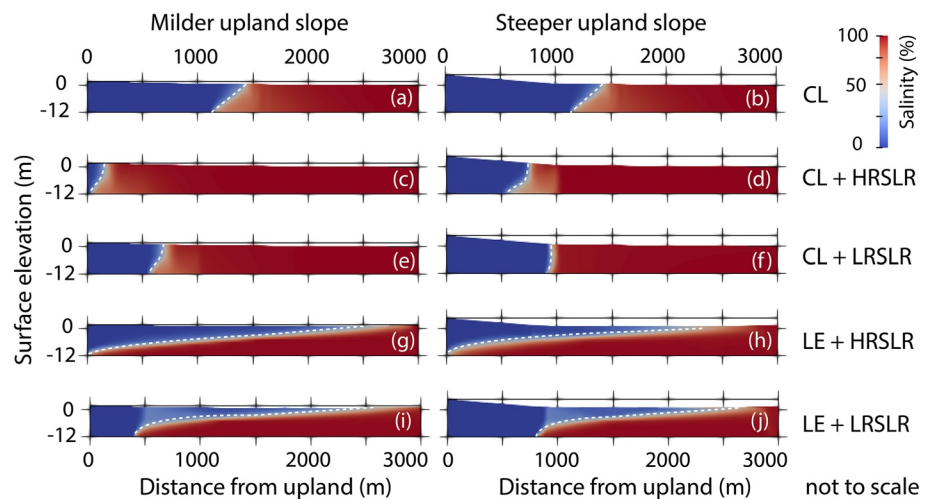 Milder upland slope Steeper upland slope
0 1000 2000 3000 0 1000 2000 3000
100
50
0
Salinity (%)
0
-12
(a) (b) CL
0
-12
(c) (d) CL + HRSLR
0
-12
(e) (f) CL + LRSLR
0
-12
(g) (h) LE + HRSLR
0
-12
(i) (j) LE + LRSLR
Surface elevation (m)
0 1000 2000 3000 0 1000 2000 3000
Distance from upland (m) Distance from upland (m) not to scale